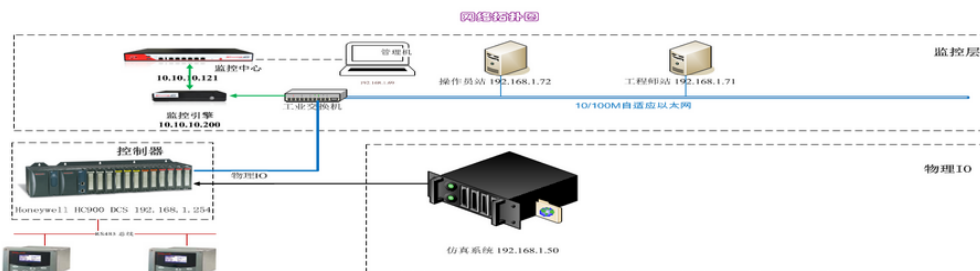 网络拓扑图
监控层
管理机
监控中心
10.10.10.121
操作员站 192.168.1.72
工程师站 192.168.1.71
工业交换机
10/100M自适应以太网
监控引擎
10.10.10.200
控制器
物理IO
物理IO
Honeywell HC900 DCS 192.168.1.254
RS485 总线
仿真系统 192.168.1.50